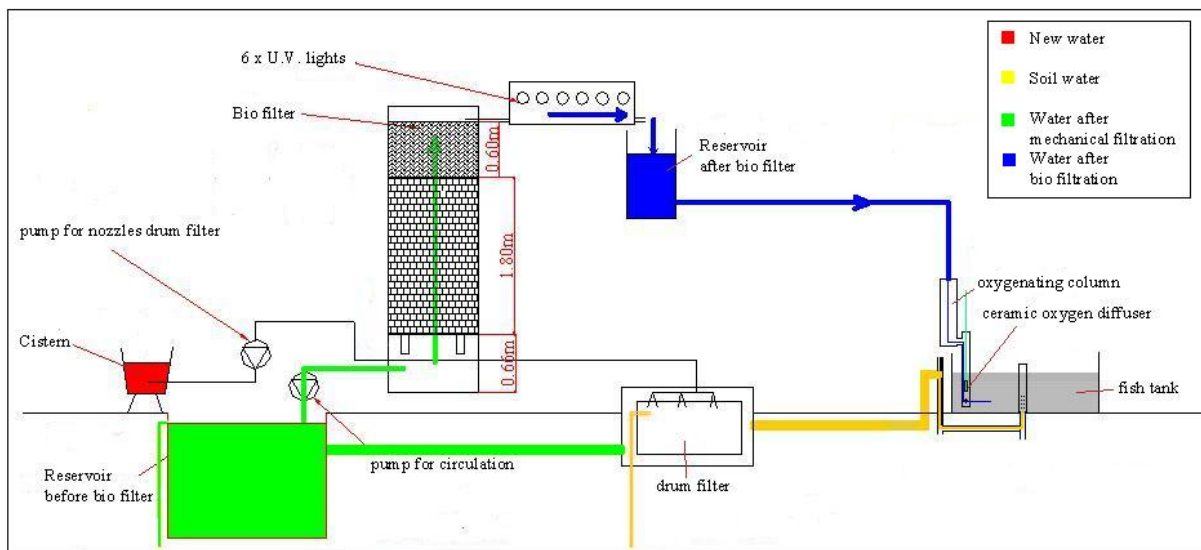 6 x U.V. lights
Bio filter
0.60m
1.80m
0.66m
pump for nozzles drum filter
Cistern
Reservoir
before bio filter
pump for circulation
drum filter
Reservoir
after bio filter
oxygenating column
ceramic oxygen diffuser
fish tank
New water
Soil water
Water after
mechanical filtration
Water after
bio filtration